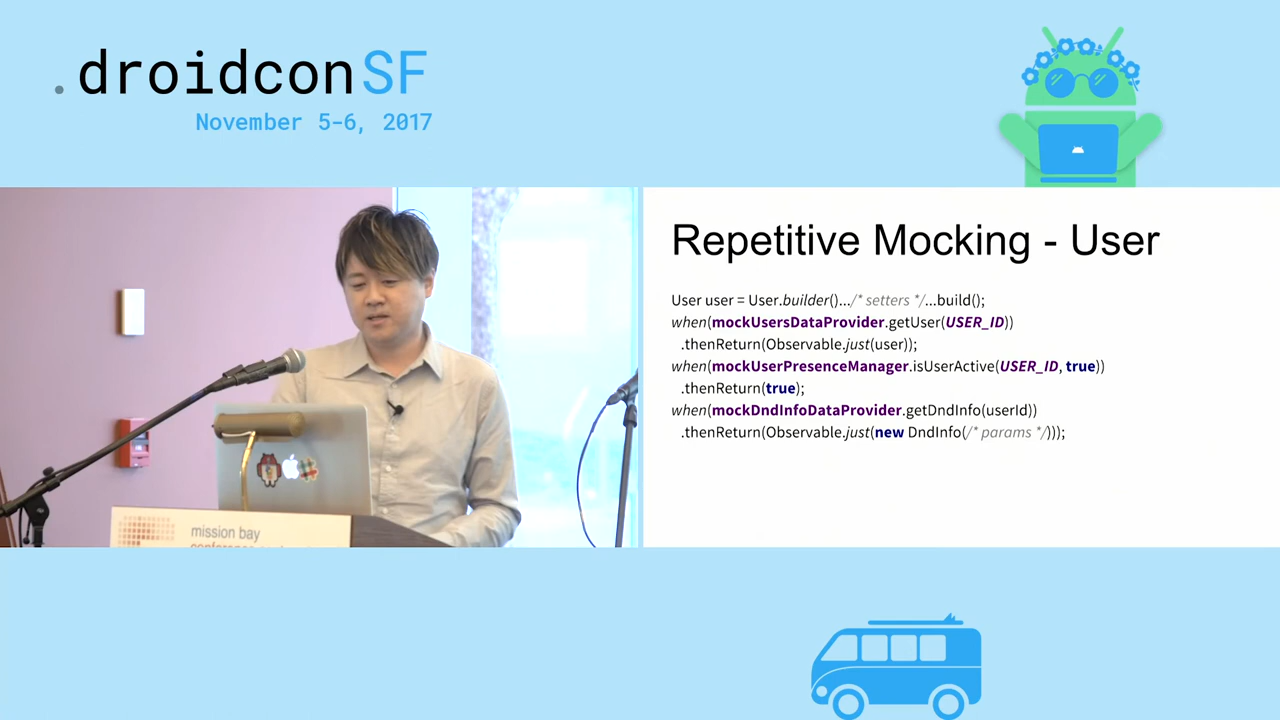 .droidconSF
November 5-6, 2017
Repetitive Mocking - User
User user = User.builder().../* setters */...build();
when(mockUsersDataProvider.getUser(USER_ID))
.thenReturn(Observable.just(user));
when(mockUserPresenceManager.isUserActive(USER_ID, true))
.thenReturn(true);
when(mockDndInfoDataProvider.getDndInfo(userId))
.thenReturn(Observable.just(new DndInfo(/* params */)));
mission bay